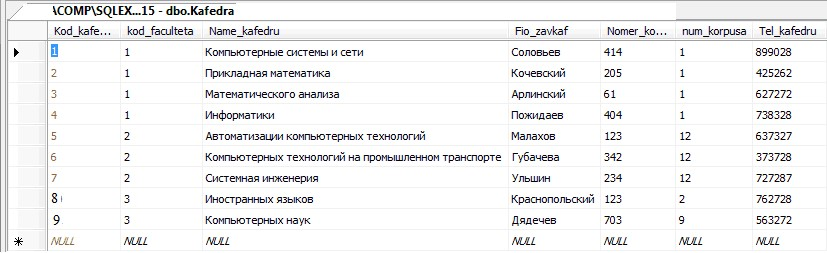 \COMP\SQLEX...15 - dbo.Kafedra
Kod_kafe... kod_faculteta Name_kafedru Fio_zavkaf Nomer_ko... num_korpusa Tel_kafedru
1 1 Компьютерные системы и сети Соловьев 414 1 899028
2 1 Прикладная математика Кочевский 205 1 425262
3 1 Математического анализа Арлинский 61 1 627272
4 1 Информатики Пожидаев 404 1 738328
5 2 Автоматизации компьютерных технологий Малахов 123 12 637327
6 2 Компьютерных технологий на промышленном транспорте Губачева 342 12 373728
7 2 Системная инженерия Ульшин 234 12 727287
8 3 Иностранных языков Краснопольский 123 2 762728
9 3 Компьютерных наук Дядечев 703 9 563272
NULL NULL NULL NULL NULL NULL NULL